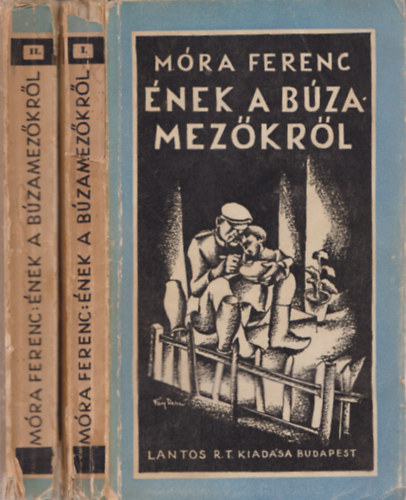 II.
MÓRA FERENC: ÉNEK A BÚZAMEZŐKRŐL
I.
MÓRA FERENC: ÉNEK A BÚZAMEZŐKRŐL
MÓRA FERENC
ÉNEK A BÚZA-
MEZŐKRŐL
LANTOS R.T. KIADÁSA BUDAPEST